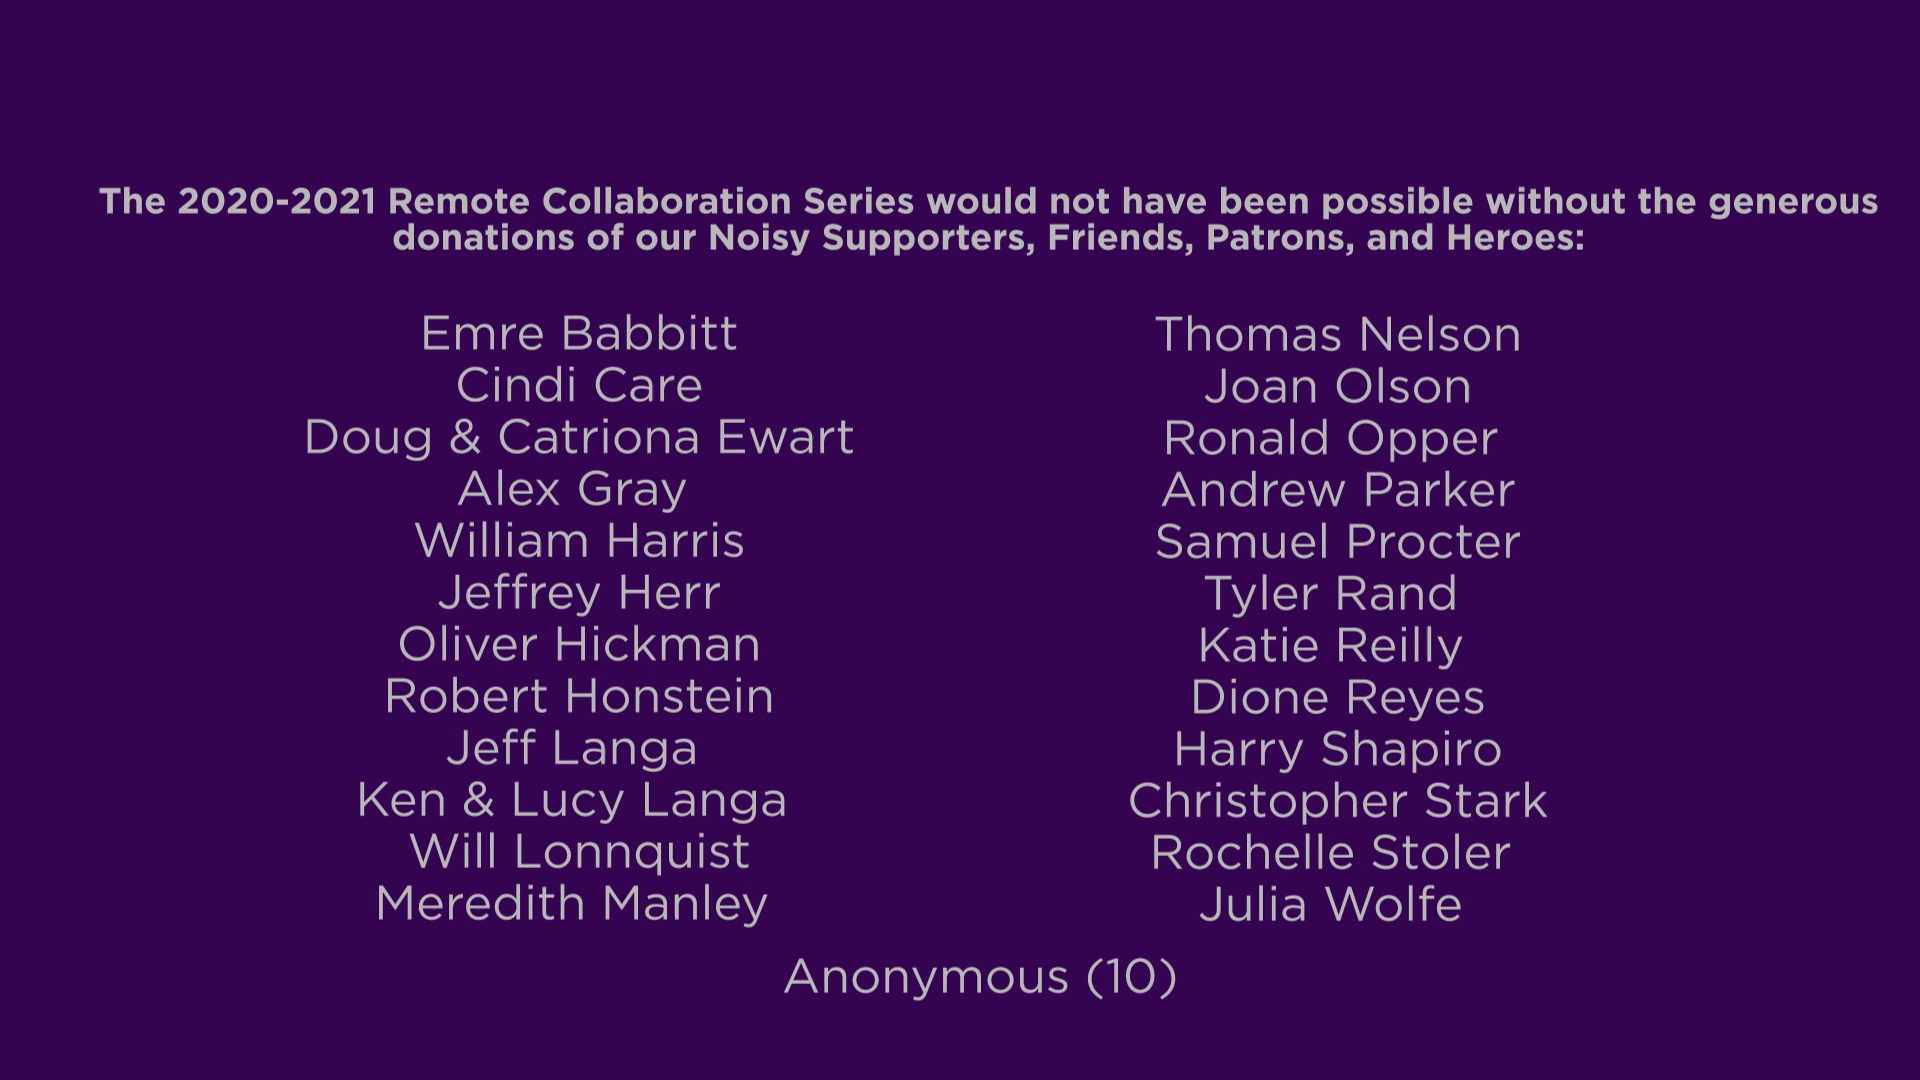 The 2020-2021 Remote Collaboration Series would not have been possible without the generous
donations of our Noisy Supporters, Friends, Patrons, and Heroes:
Emre Babbitt
Cindi Care
Doug & Catriona Ewart
Alex Gray
William Harris
Jeffrey Herr
Oliver Hickman
Robert Honstein
Jeff Langa
Ken & Lucy Langa
Will Lonnquist
Meredith Manley
Thomas Nelson
Joan Olson
Ronald Opper
Andrew Parker
Samuel Procter
Tyler Rand
Katie Reilly
Dione Reyes
Harry Shapiro
Christopher Stark
Rochelle Stoler
Julia Wolfe
Anonymous (10)